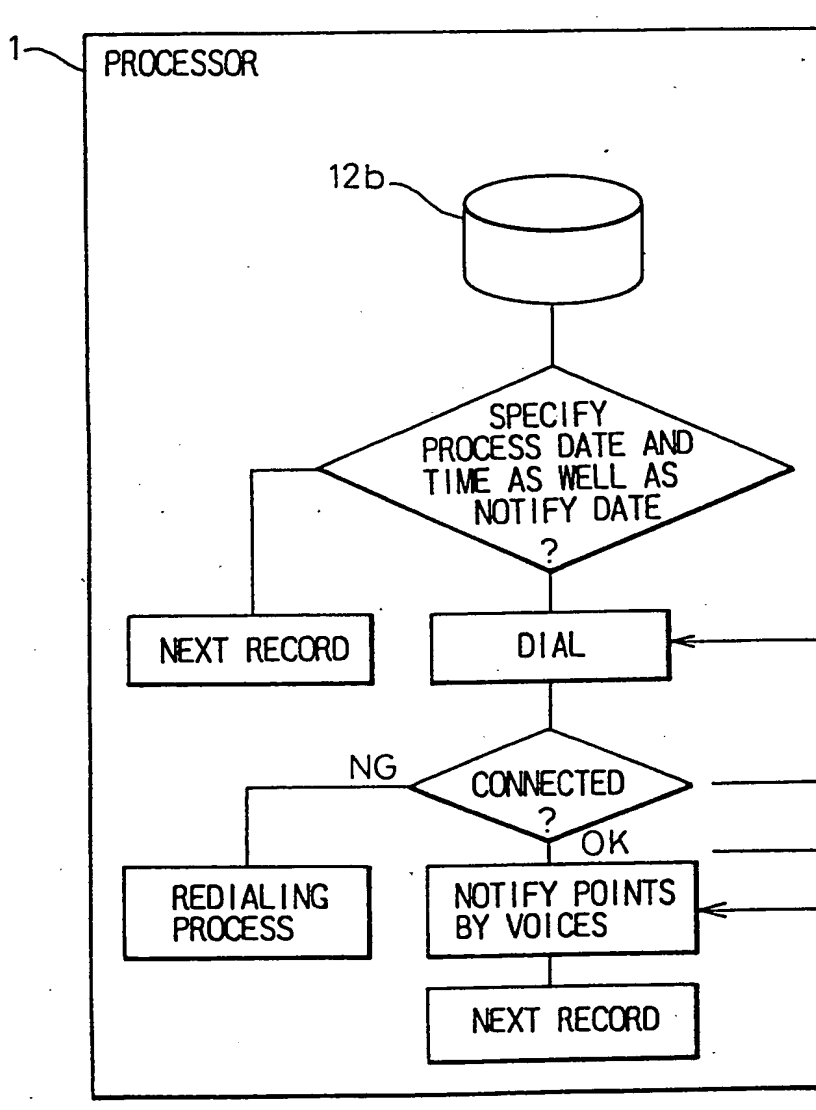 1
PROCESSOR
12b
SPECIFY
PROCESS DATE AND
TIME AS WELL AS
NOTIFY DATE
?
NEXT RECORD
DIAL
NG
CONNECTED
?
OK
REDIALING
PROCESS
NOTIFY POINTS
BY VOICES
NEXT RECORD